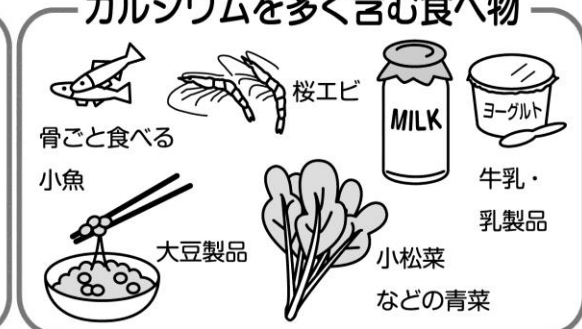 カルシウムを多く含む食べ物
桜エビ
MILK
ヨーグルト
骨ごと食べる
小魚
牛乳・
乳製品
大豆製品
小松菜
などの青菜